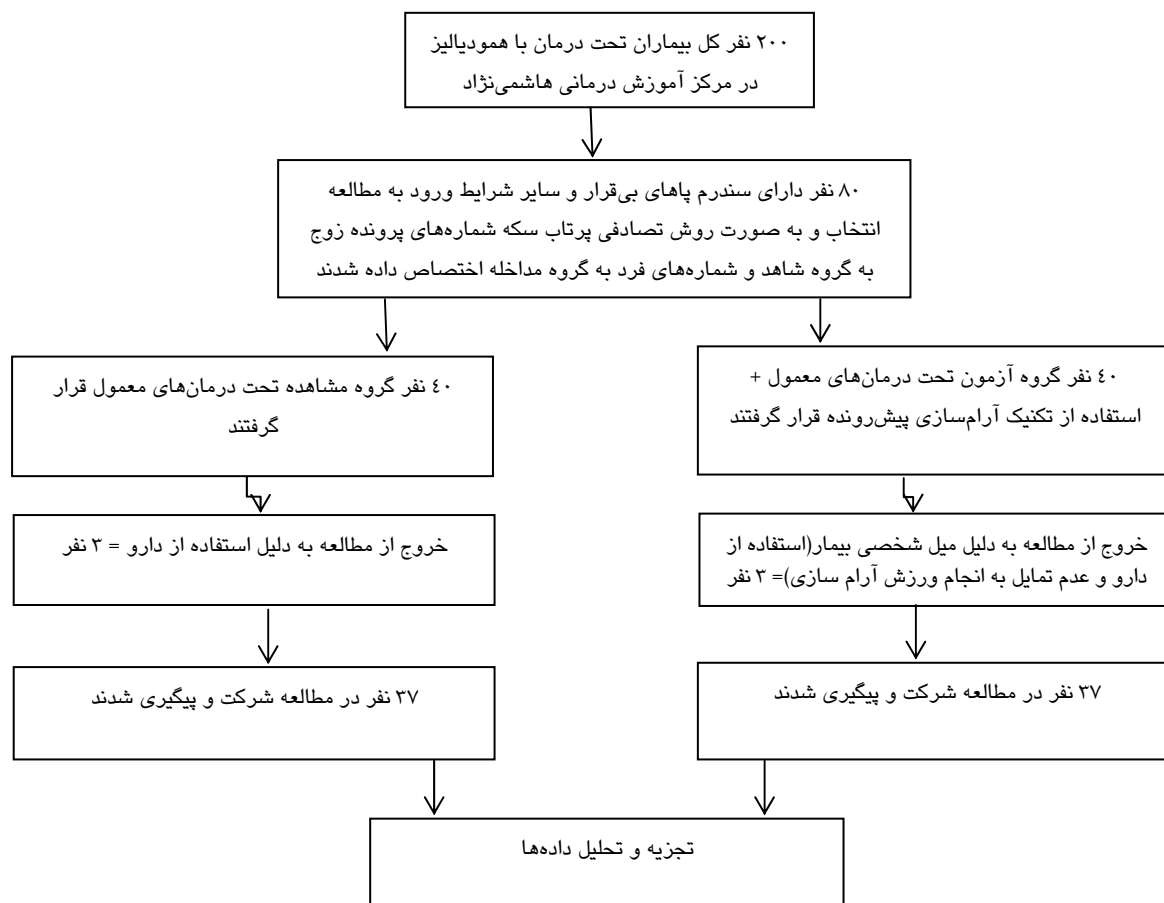 ۲۰۰ نفر کل بیماران تحت درمان با همودیالیز
در مرکز آموزش درمانی هاشمی‌نژاد
۸۰ نفر دارای سندرم پاهای بی‌قرار و سایر شرایط ورود به مطالعه
انتخاب و به صورت روش تصادفی پرتاب سکه شماره‌های پرونده زوج
به گروه شاهد و شماره‌های فرد به گروه مداخله اختصاص داده شدند
٤۰ نفر گروه آزمون تحت درمان‌های معمول +
استفاده از تکنیک آرام‌سازی پیش‌رونده قرار گرفتند
٤۰ نفر گروه مشاهده تحت درمان‌های معمول قرار
گرفتند
خروج از مطالعه به دلیل میل شخصی بیمار(استفاده از
دارو و عدم تمایل به انجام ورزش آرام سازی)= ۳ نفر
خروج از مطالعه به دلیل استفاده از دارو = ۳ نفر
۳۷ نفر در مطالعه شرکت و پیگیری شدند
۳۷ نفر در مطالعه شرکت و پیگیری شدند
تجزیه و تحلیل داده‌ها